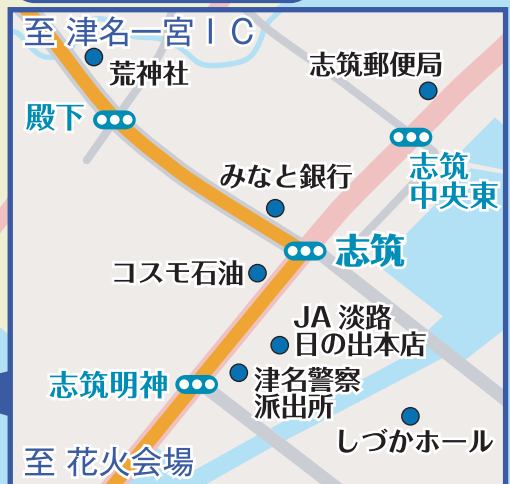 至 津名一宮IC
荒神社
志筑郵便局
殿下
志筑
中央東
みなと銀行
志筑
コスモ石油
JA 淡路
日の出本店
志筑明神
津名警察
派出所
しづかホール
至 花火会場